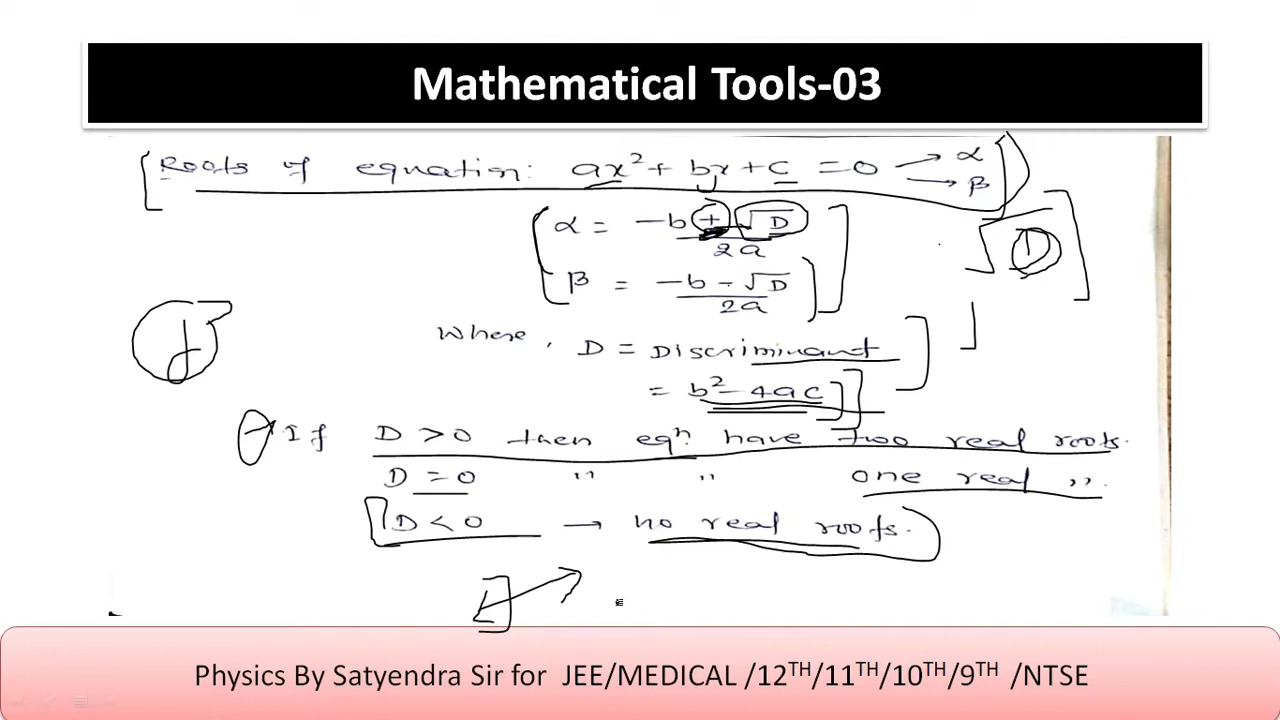 Mathematical Tools-03
Roots of equation: ax² + bx + c = 0 → α
→ β
α = -b + √D / 2a
β = -b - √D / 2a
D
Where, D = Discriminant
= b² - 4ac
If D > 0 then eqⁿ. have two real roots.
D = 0 " " one real ".
D < 0 → no real roofs.
Physics By Satyendra Sir for JEE/MEDICAL /12TH/11TH/10TH/9TH /NTSE